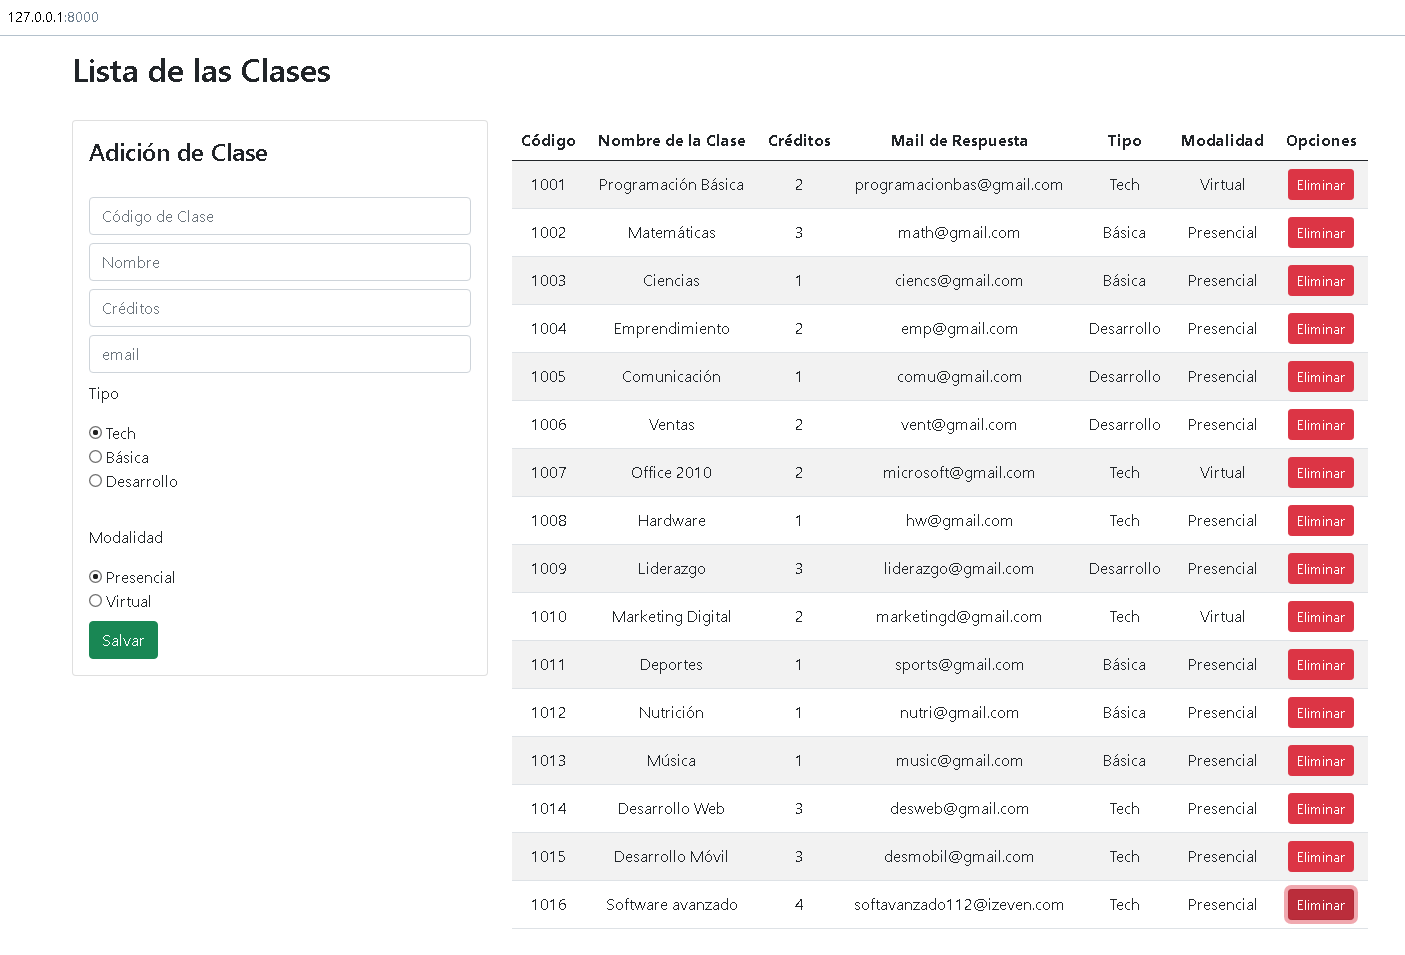 127.0.0.1:8000
Lista de las Clases
Adición de Clase
Código de Clase
Nombre
Créditos
email
Tipo
Tech
Básica
Desarrollo
Modalidad
Presencial
Virtual
Salvar
Código Nombre de la Clase Créditos Mail de Respuesta Tipo Modalidad Opciones
1001 Programación Básica 2 programacionbas@gmail.com Tech Virtual Eliminar
1002 Matemáticas 3 math@gmail.com Básica Presencial Eliminar
1003 Ciencias 1 ciencs@gmail.com Básica Presencial Eliminar
1004 Emprendimiento 2 emp@gmail.com Desarrollo Presencial Eliminar
1005 Comunicación 1 comu@gmail.com Desarrollo Presencial Eliminar
1006 Ventas 2 vent@gmail.com Desarrollo Presencial Eliminar
1007 Office 2010 2 microsoft@gmail.com Tech Virtual Eliminar
1008 Hardware 1 hw@gmail.com Tech Presencial Eliminar
1009 Liderazgo 3 liderazgo@gmail.com Desarrollo Presencial Eliminar
1010 Marketing Digital 2 marketingd@gmail.com Tech Virtual Eliminar
1011 Deportes 1 sports@gmail.com Básica Presencial Eliminar
1012 Nutrición 1 nutri@gmail.com Básica Presencial Eliminar
1013 Música 1 music@gmail.com Básica Presencial Eliminar
1014 Desarrollo Web 3 desweb@gmail.com Tech Presencial Eliminar
1015 Desarrollo Móvil 3 desmobil@gmail.com Tech Presencial Eliminar
1016 Software avanzado 4 softavanzado112@izeven.com Tech Presencial Eliminar